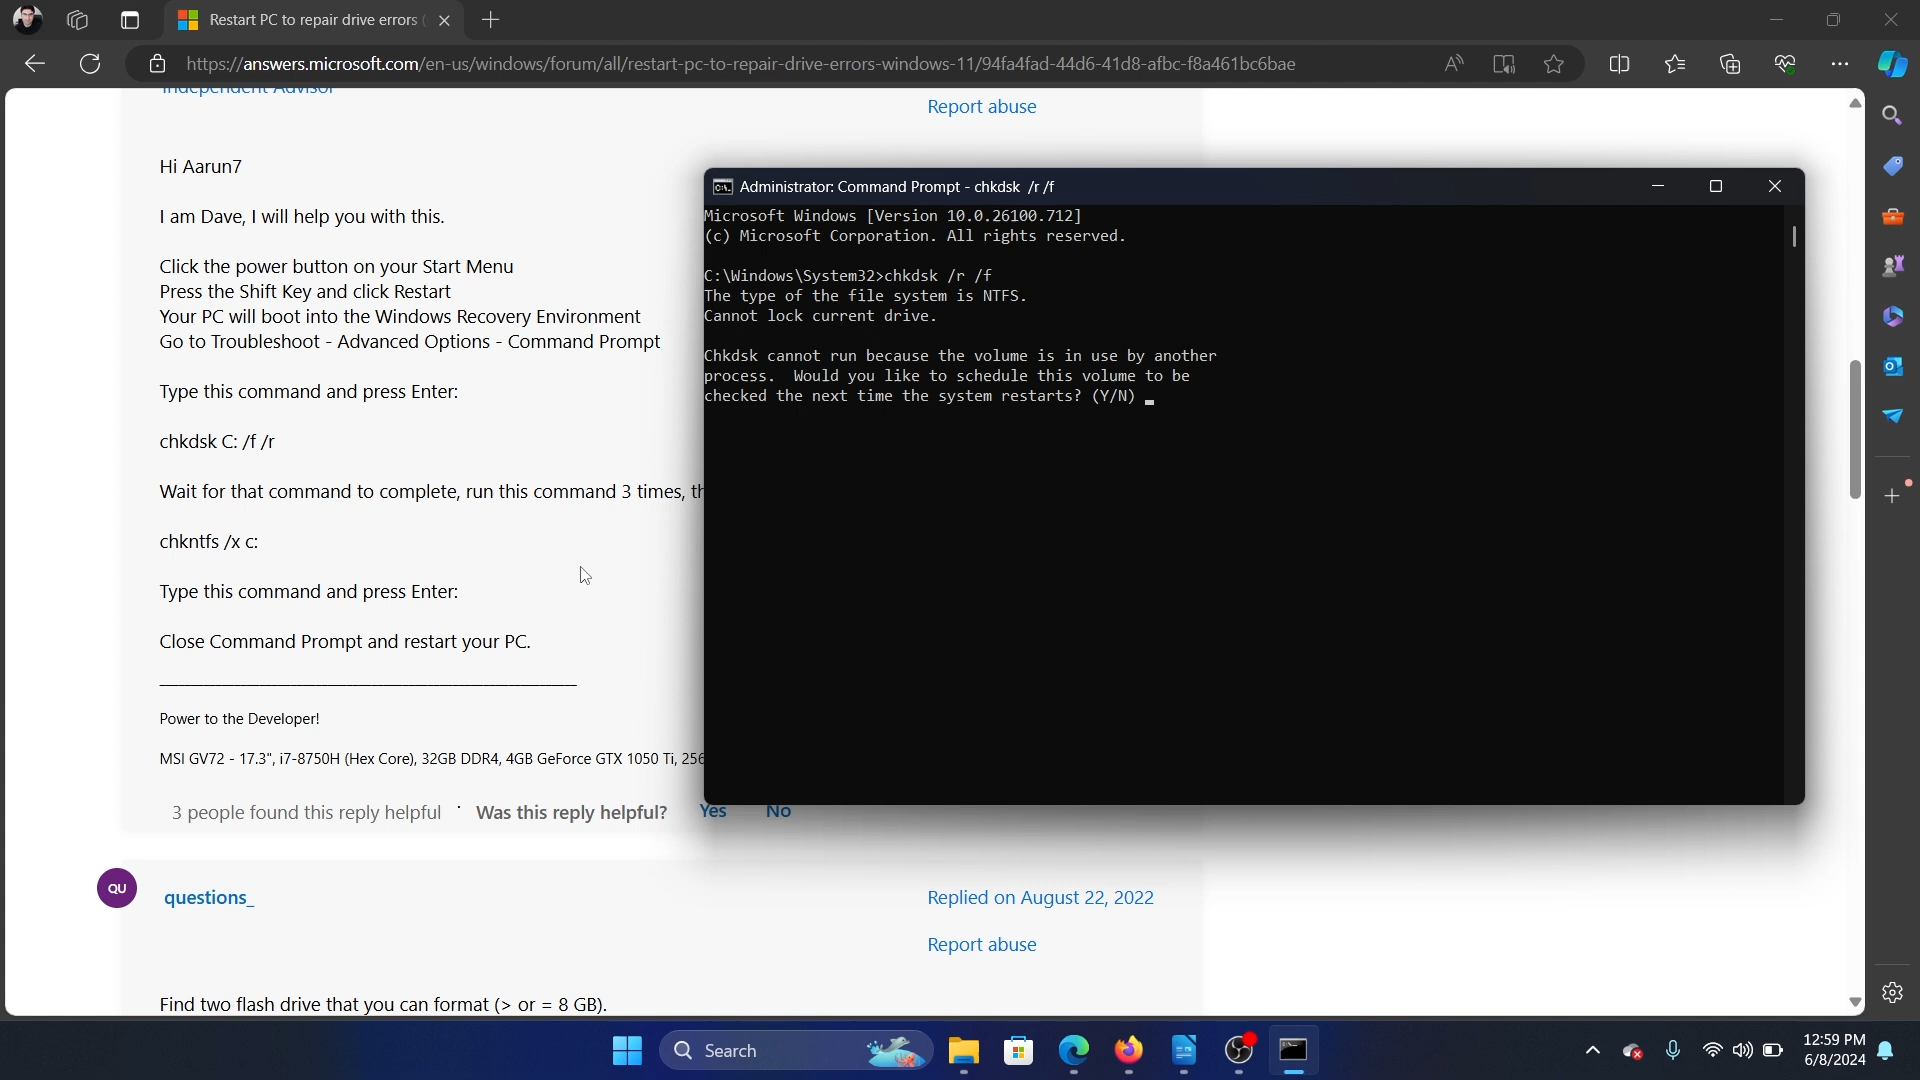 Restart PC to repair drive errors (
https://answers.microsoft.com/en-us/windows/forum/all/restart-pc-to-repair-drive-errors-windows-11/94fa4fad-44d6-41d8-afbc-f8a461bc6bae
Independent Advisor
Report abuse
Hi Aarun7
I am Dave, I will help you with this.
Click the power button on your Start Menu
Press the Shift Key and click Restart
Your PC will boot into the Windows Recovery Environment
Go to Troubleshoot - Advanced Options - Command Prompt
Type this command and press Enter:
chkdsk C: /f /r
Wait for that command to complete, run this command 3 times, th
chkntfs /x c:
Type this command and press Enter:
Close Command Prompt and restart your PC.
Power to the Developer!
MSI GV72 - 17.3", i7-8750H (Hex Core), 32GB DDR4, 4GB GeForce GTX 1050 Ti, 256
3 people found this reply helpful · Was this reply helpful? Yes No
QU
questions_
Replied on August 22, 2022
Report abuse
Find two flash drive that you can format (> or = 8 GB).
Administrator: Command Prompt - chkdsk /r /f
Microsoft Windows [Version 10.0.26100.712]
(c) Microsoft Corporation. All rights reserved.
C:\Windows\System32>chkdsk /r /f
The type of the file system is NTFS.
Cannot lock current drive.
Chkdsk cannot run because the volume is in use by another
process.  Would you like to schedule this volume to be
checked the next time the system restarts? (Y/N)
Search
12:59 PM
6/8/2024